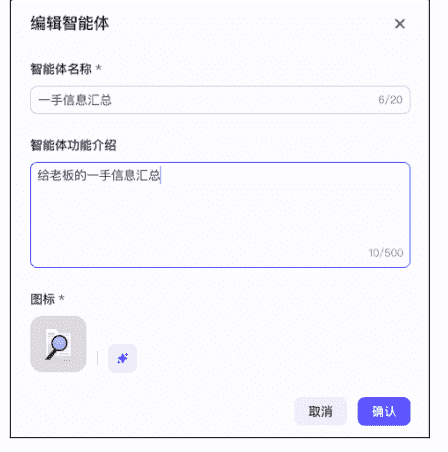 编辑智能体
智能体名称 *
一手信息汇总 6/20
智能体功能介绍
给老板的一手信息汇总
10/500
图标 *
取消 确认